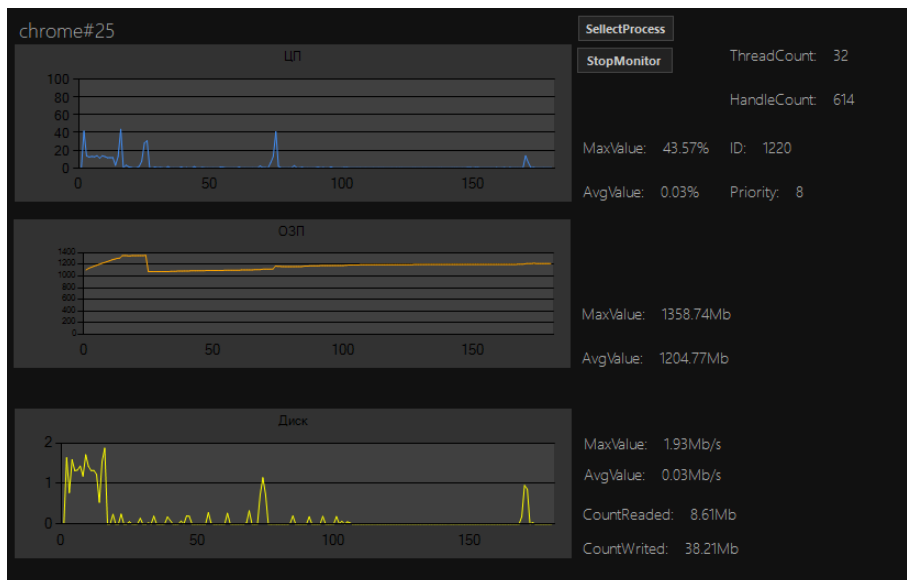 chrome#25
SellectProcess
StopMonitor
ThreadCount: 32
HandleCount: 614
MaxValue: 43.57% ID: 1220
AvgValue: 0.03% Priority: 8
ЦП
100
80
60
40
20
0
0 50 100 150
ОЗП
1400
1200
1000
800
600
400
200
0
0 50 100 150
MaxValue: 1358.74Mb
AvgValue: 1204.77Mb
Диск
2
1
0
0 50 100 150
MaxValue: 1.93Mb/s
AvgValue: 0.03Mb/s
CountReaded: 8.61Mb
CountWrited: 38.21Mb